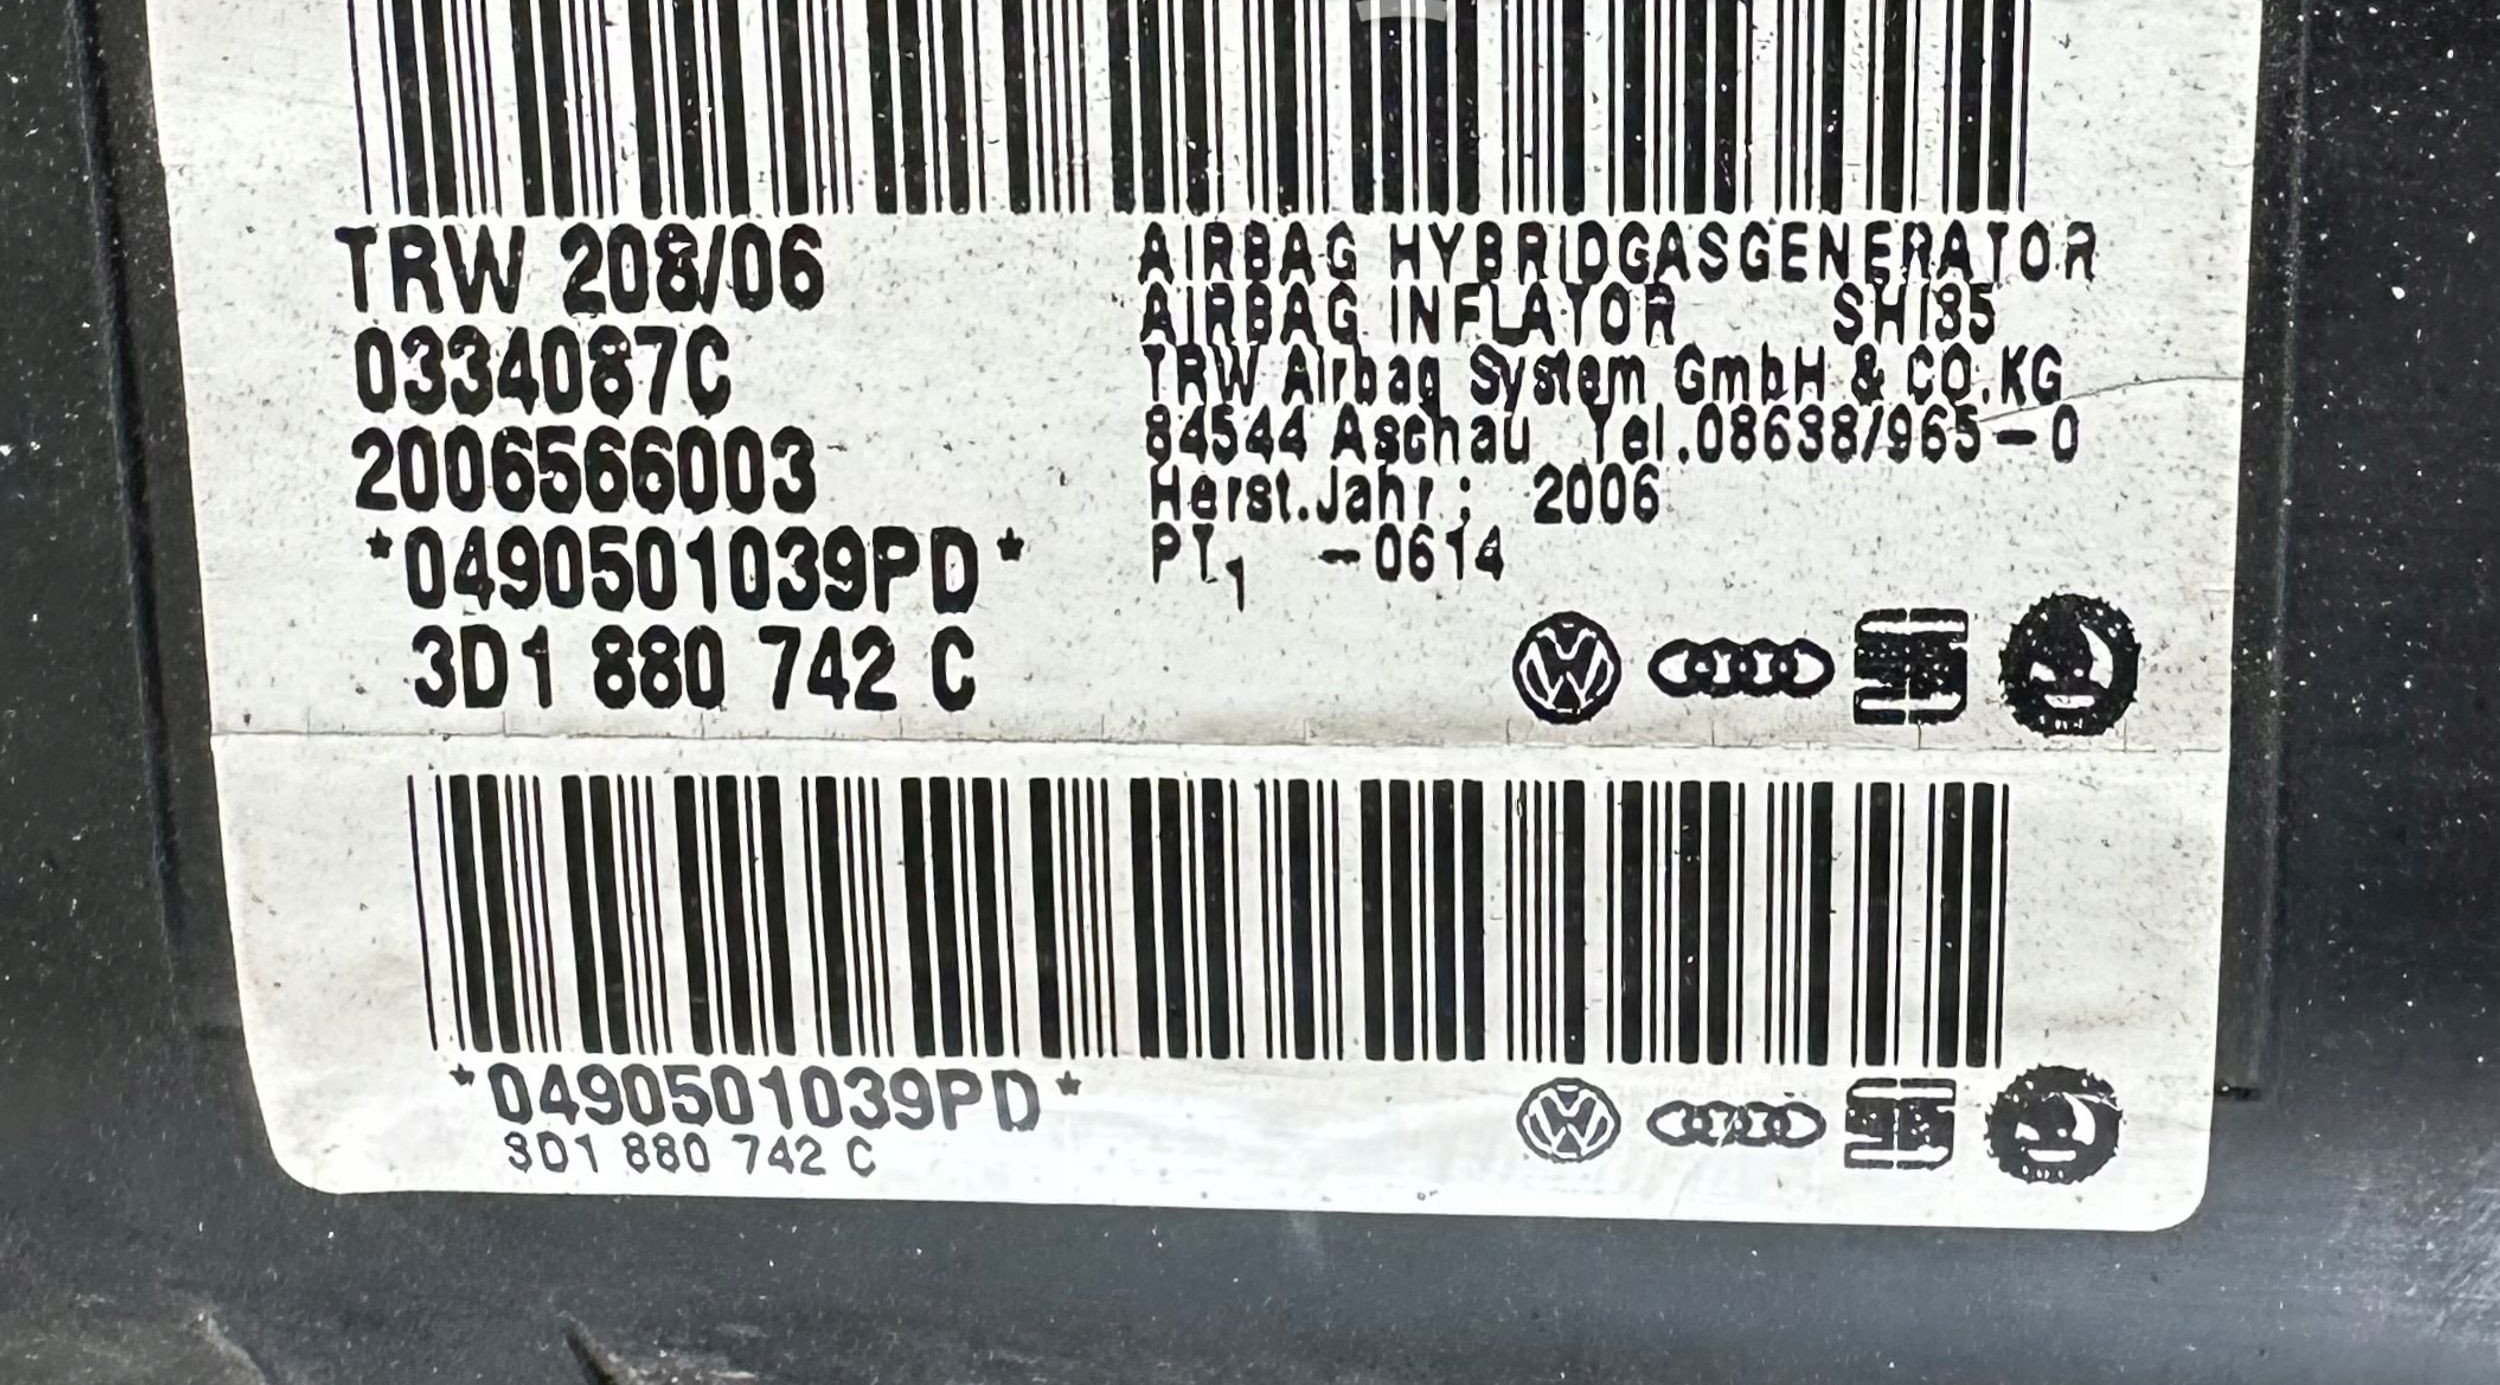 TRW 208/06
0334087C
2006566003
*0490501039PD*
3D1 880 742 C
AIRBAG HYBRIDGASGENERATOR
AIRBAG INFLATOR SHI35
TRW Airbag System GmbH & CO.KG
84544 Aschau Tel.08638/965-0
Herst.Jahr: 2006
PT1 -0614
*0490501039PD*
3D1 880 742 C